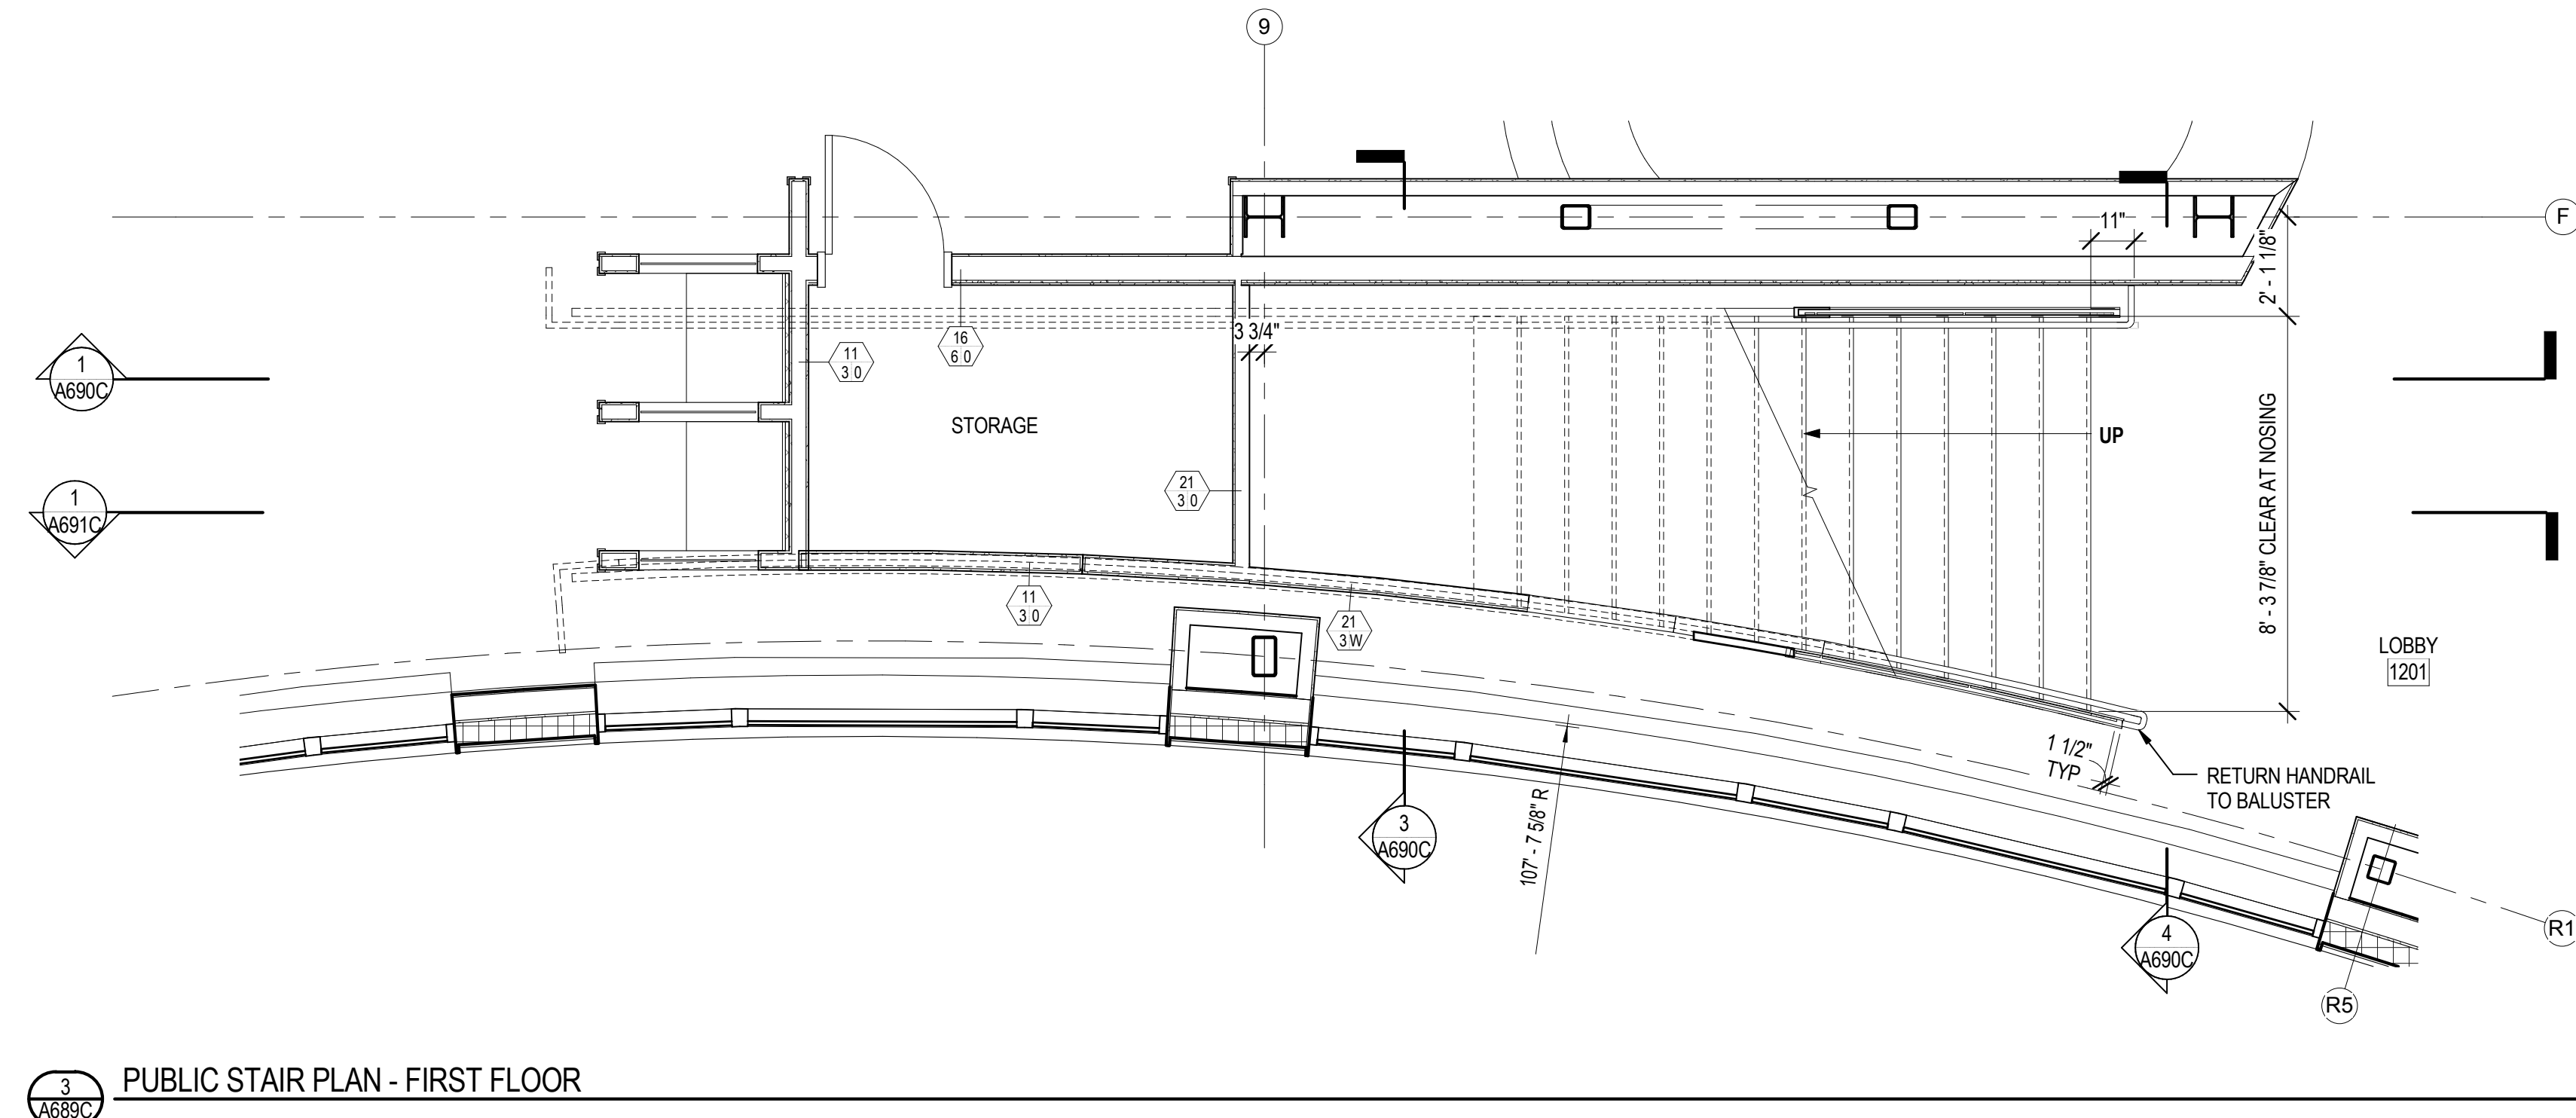 9
F
11"
2' - 1 1/8"
3 3/4"
16
6 0
11
3 0
1
A690C
STORAGE
UP
8' - 3 7/8" CLEAR AT NOSING
21
3 0
1
A691C
11
3 0
21
3 W
LOBBY
1201
1 1/2"
TYP
RETURN HANDRAIL
TO BALUSTER
107' - 7 5/8" R
3
A690C
4
A690C
R1
R5
3
A689C
PUBLIC STAIR PLAN - FIRST FLOOR